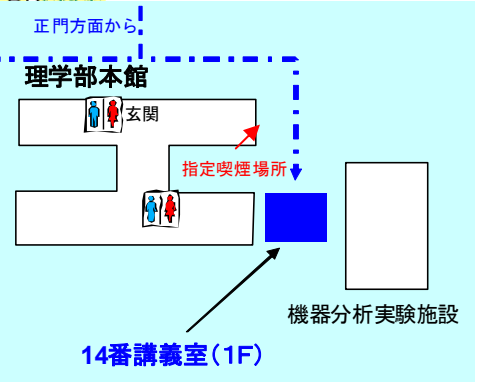 正門方面から
理学部本館
玄関
指定喫煙場所
機器分析実験施設
14番講義室(1F)